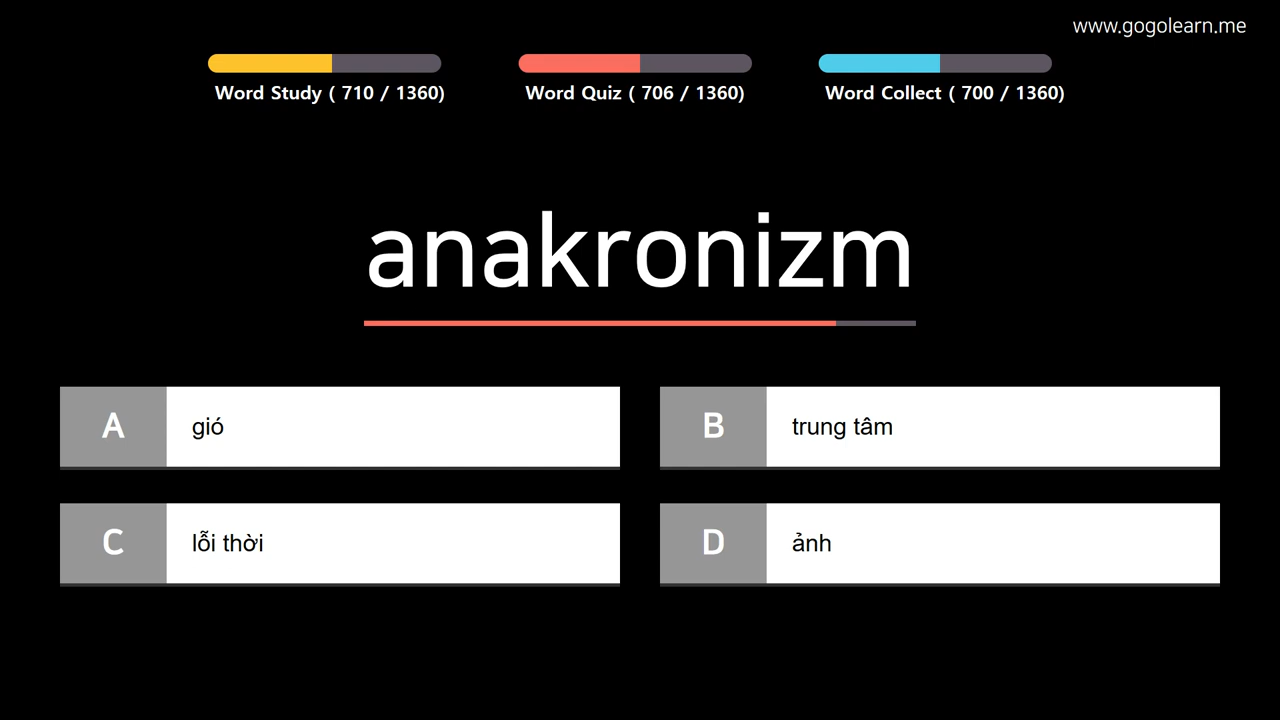 www.gogolearn.me
Word Study ( 710 / 1360)
Word Quiz ( 706 / 1360)
Word Collect ( 700 / 1360)
anakronizm
A gió
B trung tâm
C lỗi thời
D ảnh